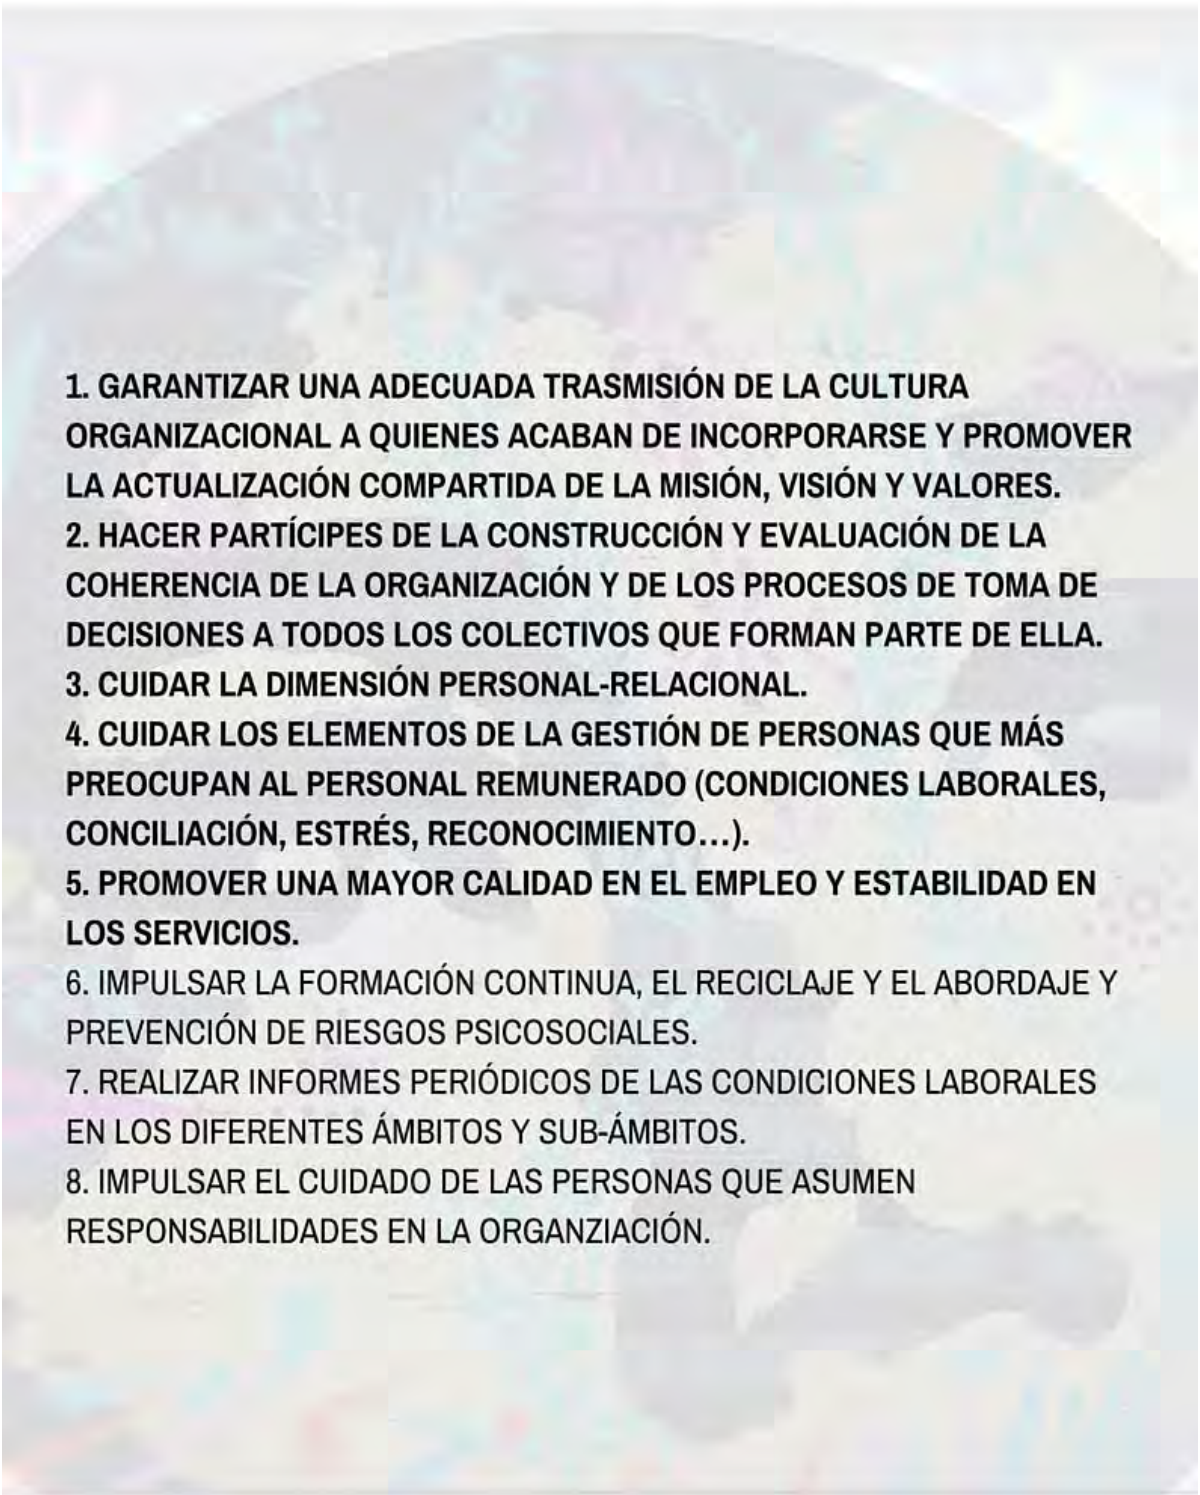 1. GARANTIZAR UNA ADECUADA TRASMISIÓN DE LA CULTURA
ORGANIZACIONAL A QUIENES ACABAN DE INCORPORARSE Y PROMOVER
LA ACTUALIZACIÓN COMPARTIDA DE LA MISIÓN, VISIÓN Y VALORES.
2. HACER PARTÍCIPES DE LA CONSTRUCCIÓN Y EVALUACIÓN DE LA
COHERENCIA DE LA ORGANIZACIÓN Y DE LOS PROCESOS DE TOMA DE
DECISIONES A TODOS LOS COLECTIVOS QUE FORMAN PARTE DE ELLA.
3. CUIDAR LA DIMENSIÓN PERSONAL-RELACIONAL.
4. CUIDAR LOS ELEMENTOS DE LA GESTIÓN DE PERSONAS QUE MÁS
PREOCUPAN AL PERSONAL REMUNERADO (CONDICIONES LABORALES,
CONCILIACIÓN, ESTRÉS, RECONOCIMIENTO...).
5. PROMOVER UNA MAYOR CALIDAD EN EL EMPLEO Y ESTABILIDAD EN
LOS SERVICIOS.
6. IMPULSAR LA FORMACIÓN CONTINUA, EL RECICLAJE Y EL ABORDAJE Y
PREVENCIÓN DE RIESGOS PSICOSOCIALES.
7. REALIZAR INFORMES PERIÓDICOS DE LAS CONDICIONES LABORALES
EN LOS DIFERENTES ÁMBITOS Y SUB-ÁMBITOS.
8. IMPULSAR EL CUIDADO DE LAS PERSONAS QUE ASUMEN
RESPONSABILIDADES EN LA ORGANZIACIÓN.